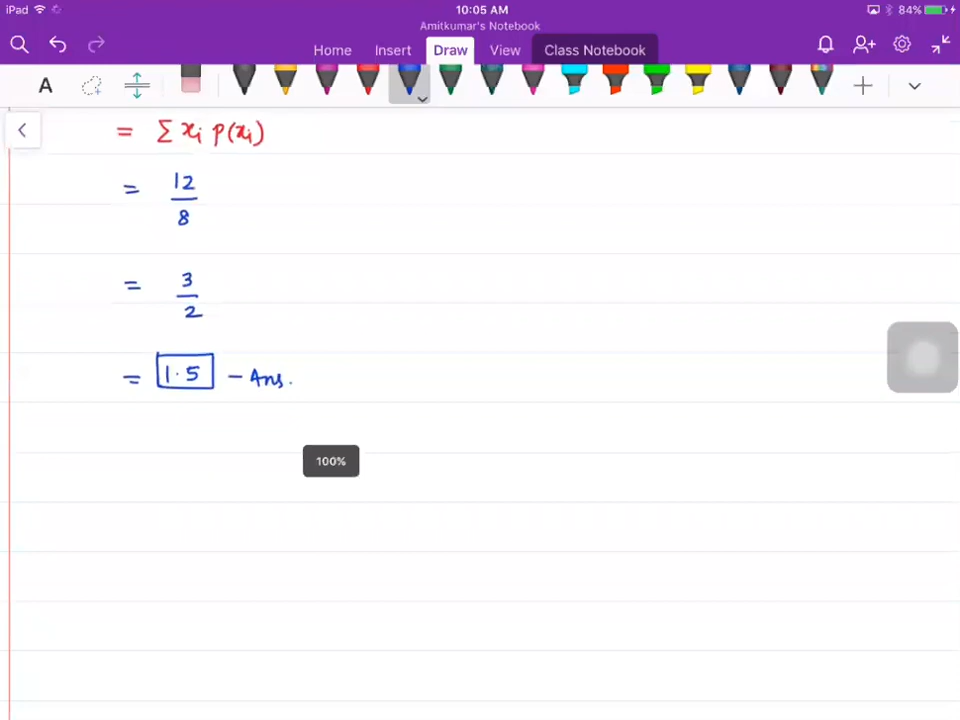 iPad 10:05 AM 84%
Amitkumar's Notebook
Home Insert Draw View Class Notebook
A
= Σ xi p(xi)
= 12/8
= 3/2
= 1.5 - Ans.
100%